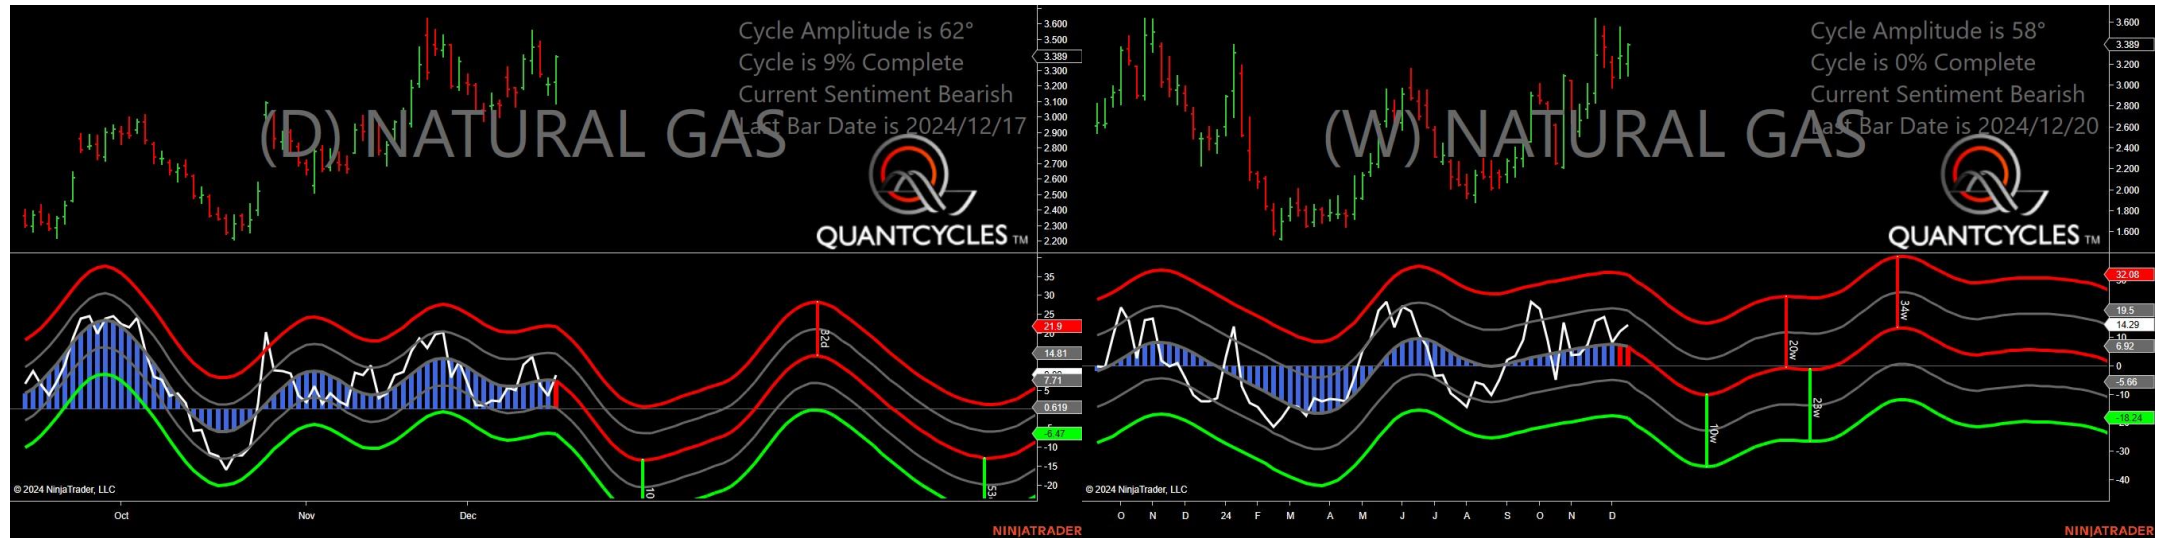 Cycle Amplitude is 62°
Cycle is 9% Complete
Current Sentiment Bearish
Last Bar Date is 2024/12/17
(D) NATURAL GAS
QUANTCYCLES TM
3.600
3.500
3.389
3.300
3.200
3.100
3.000
2.900
2.800
2.700
2.600
2.500
2.400
2.300
2.200
35
30
25
21.9
20
14.81
7.71
5
0.619
-6.47
-10
-15
-20
82d
10
53
© 2024 NinjaTrader, LLC
Oct
Nov
Dec
NINJATRADER
Cycle Amplitude is 58°
Cycle is 0% Complete
Current Sentiment Bearish
Last Bar Date is 2024/12/20
(W) NATURAL GAS
QUANTCYCLES TM
3.600
3.389
3.200
3.000
2.800
2.600
2.400
2.200
2.000
1.800
1.600
32.08
19.5
14.29
10
6.92
0
-5.66
-10
-18.24
-30
-40
10w
20w
34w
© 2024 NinjaTrader, LLC
O
N
D
24
F
M
A
M
J
J
A
S
O
N
D
NINJATRADER